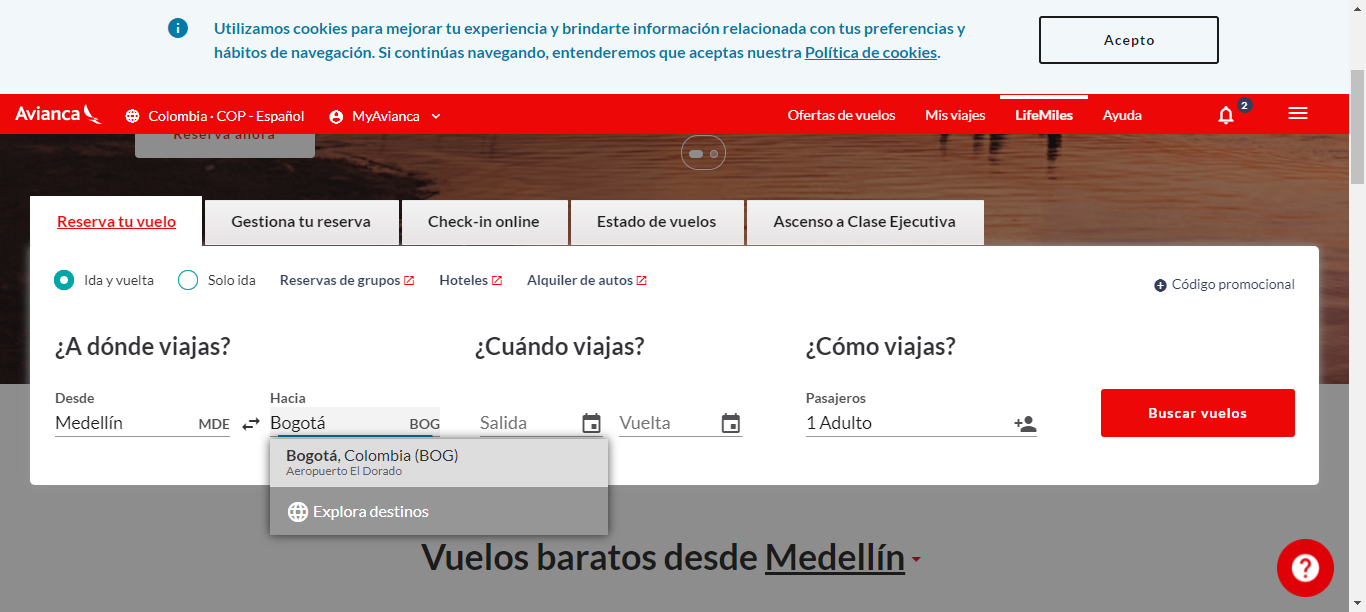 Utilizamos cookies para mejorar tu experiencia y brindarte información relacionada con tus preferencias y
hábitos de navegación. Si continúas navegando, entenderemos que aceptas nuestra Política de cookies.
Acepto
Avianca
Colombia · COP - Español
MyAvianca
Ofertas de vuelos
Mis viajes
LifeMiles
Ayuda
2
Reserva ahora
Reserva tu vuelo
Gestiona tu reserva
Check-in online
Estado de vuelos
Ascenso a Clase Ejecutiva
Ida y vuelta
Solo ida
Reservas de grupos
Hoteles
Alquiler de autos
Código promocional
¿A dónde viajas?
¿Cuándo viajas?
¿Cómo viajas?
Desde
Hacia
Pasajeros
Medellín MDE
Bogotá BOG
Salida
Vuelta
1 Adulto
Buscar vuelos
Bogotá, Colombia (BOG)
Aeropuerto El Dorado
Explora destinos
Vuelos baratos desde Medellín